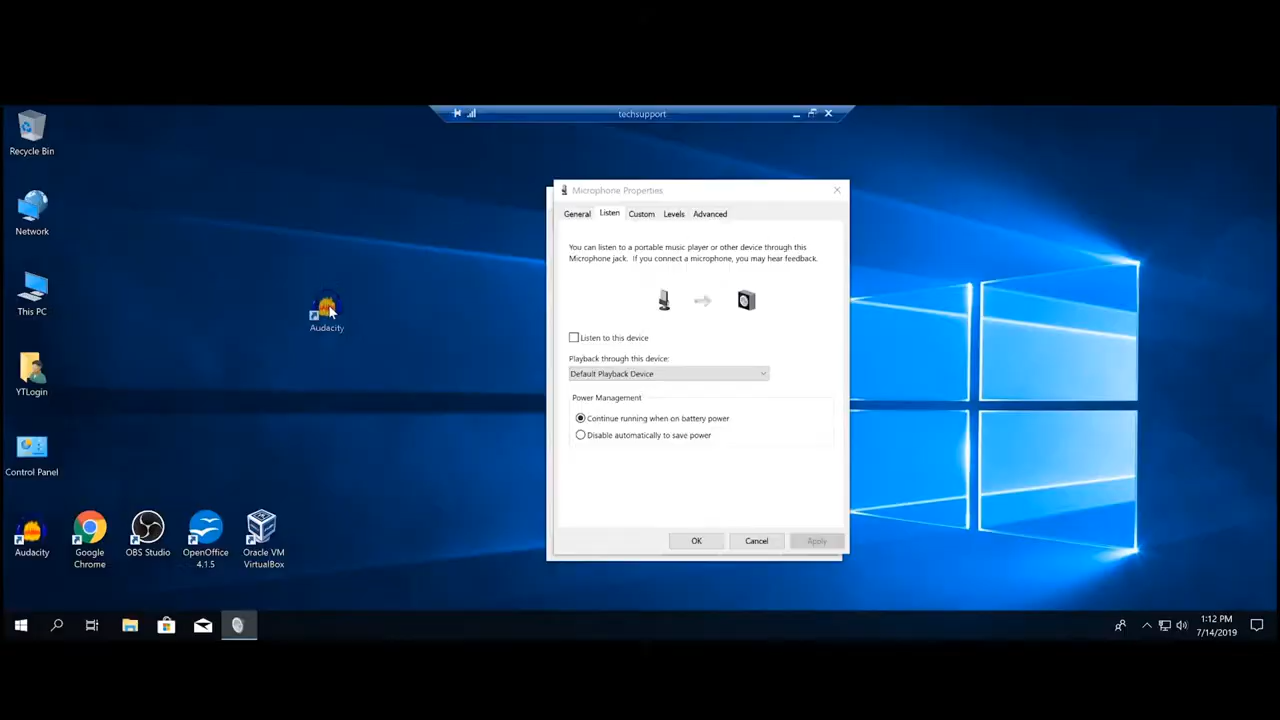 techsupport
Recycle Bin
Network
This PC
YTLogin
Control Panel
Audacity
Audacity
Google
Chrome
OBS Studio
OpenOffice
4.1.5
Oracle VM
VirtualBox
Microphone Properties
General Listen Custom Levels Advanced
You can listen to a portable music player or other device through this
Microphone jack. If you connect a microphone, you may hear feedback.
Listen to this device
Playback through this device:
Default Playback Device
Power Management
Continue running when on battery power
Disable automatically to save power
OK Cancel Apply
1:12 PM
7/14/2019